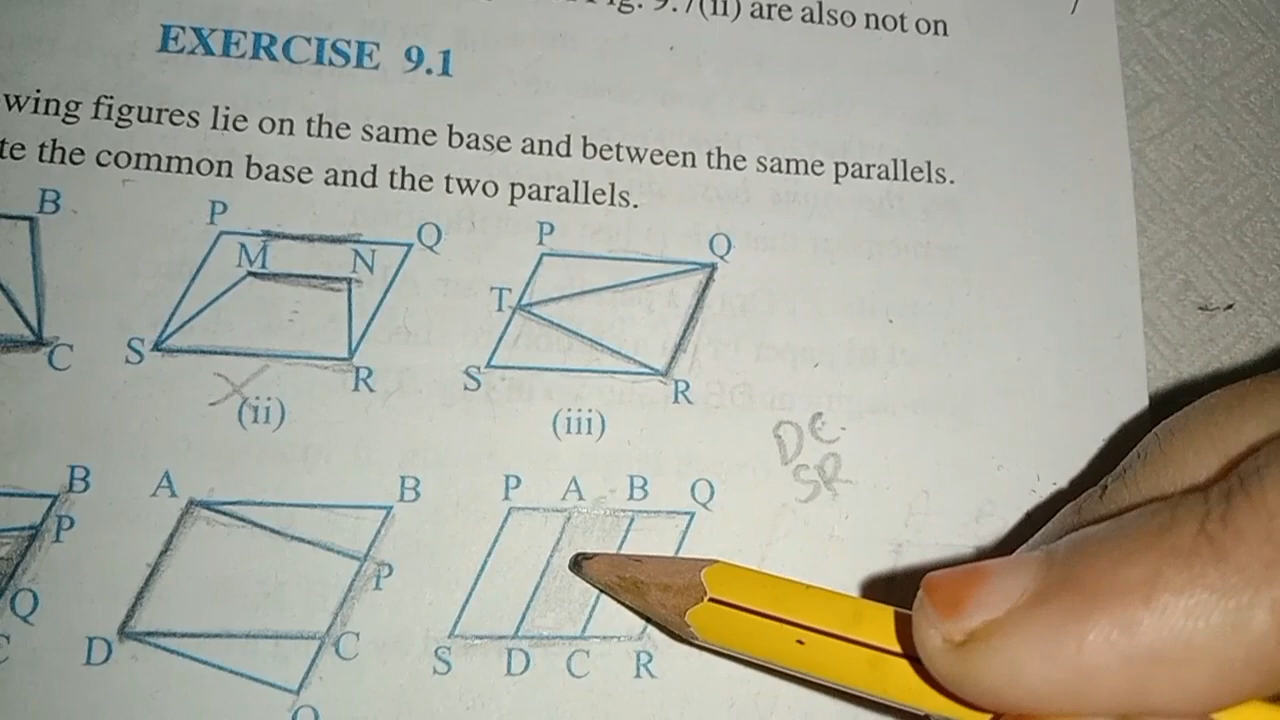 9.7(ii) are also not on
EXERCISE 9.1
wing figures lie on the same base and between the same parallels.
te the common base and the two parallels.
B P M N Q P Q
T
C S R S R
(ii) (iii)
DC
SR
B A B P A B Q
P P
Q
D C S D C R